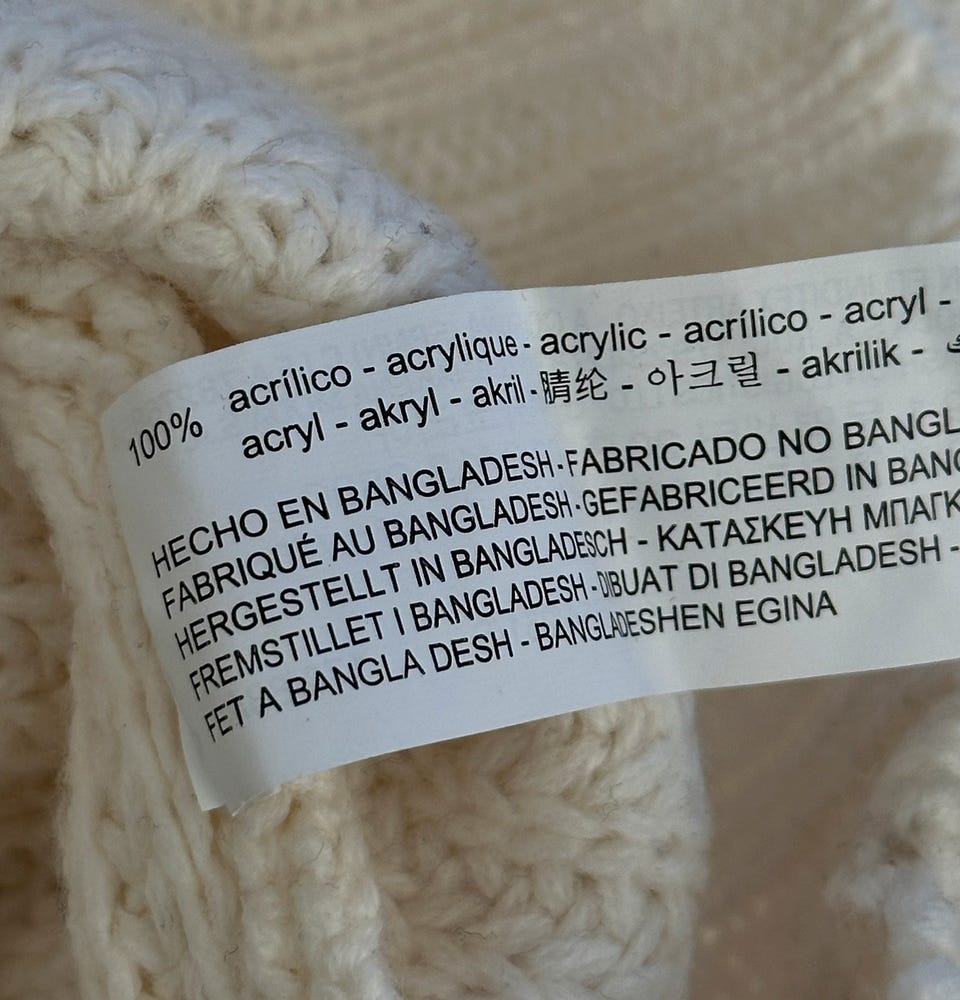 100% acrílico - acrylique - acrylic - acrílico - acryl -
acryl - akryl - akril - 腈纶 - 아크릴 - akrilik -
HECHO EN BANGLADESH - FABRICADO NO BANGL
FABRIQUÉ AU BANGLADESH - GEFABRICEERD IN BANG
HERGESTELLT IN BANGLADESCH - ΚΑΤΑΣΚΕΥΗ ΜΠΑΓΚ
FREMSTILLET I BANGLADESH - DIBUAT DI BANGLADESH -
FET A BANGLA DESH - BANGLADESHEN EGINA